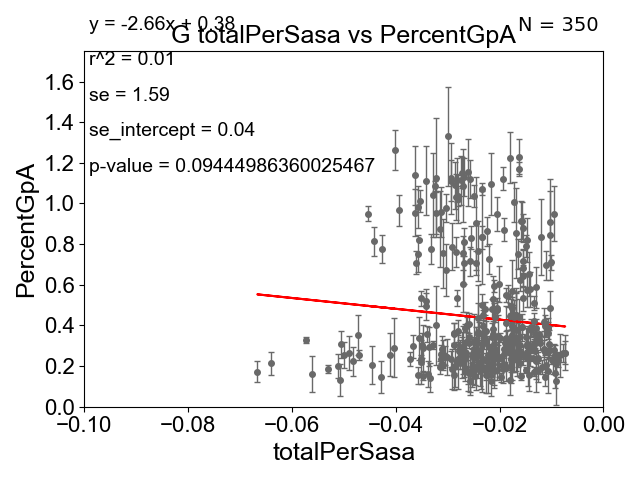 y = -2.66x + 0.38
N = 350
G totalPerSasa vs PercentGpA
r^2 = 0.01
se = 1.59
se_intercept = 0.04
p-value = 0.09444986360025467
PercentGpA
1.6
1.4
1.2
1.0
0.8
0.6
0.4
0.2
0.0
−0.10
−0.08
−0.06
−0.04
−0.02
0.00
totalPerSasa